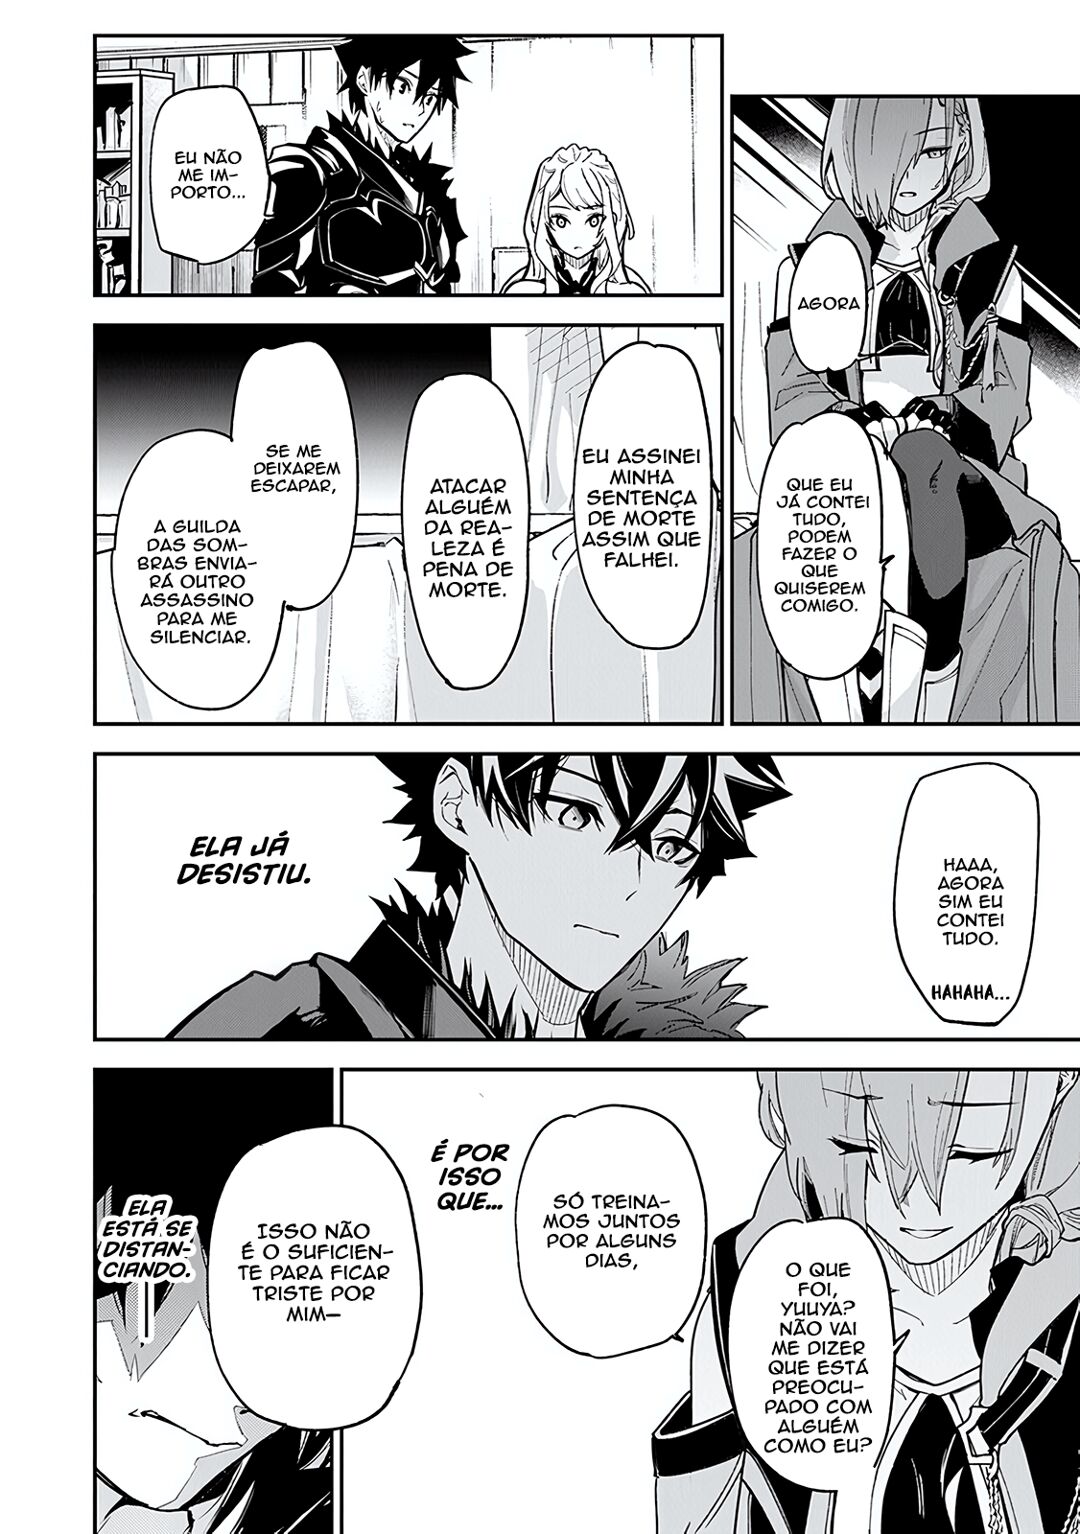 AGORA
QUE EU
JÁ CONTEI
TUDO,
PODEM
FAZER O
QUE
QUISEREM
COMIGO.
EU NÃO
ME IM-
PORTO...
EU ASSINEI
MINHA
SENTENÇA
DE MORTE
ASSIM QUE
FALHEI.
ATACAR
ALGUÉM
DA REA-
LEZA É
PENA DE
MORTE.
SE ME
DEIXAREM
ESCAPAR,
A GUILDA
DAS SOM-
BRAS ENVIA-
RÁ OUTRO
ASSASSINO
PARA ME
SILENCIAR.
HAAA,
AGORA
SIM EU
CONTEI
TUDO.
HAHAHA...
ELA JÁ
DESISTIU.
O QUE
FOI,
YUUYA?
NÃO VAI
ME DIZER
QUE ESTÁ
PREOCU-
PADO COM
ALGUÉM
COMO EU?
SÓ TREINA-
MOS JUNTOS
POR ALGUNS
DIAS,
É POR
ISSO
QUE...
ISSO NÃO
É O SUFICIEN-
TE PARA FICAR
TRISTE POR
MIM—
ELA
ESTÁ SE
DISTAN-
CIANDO.